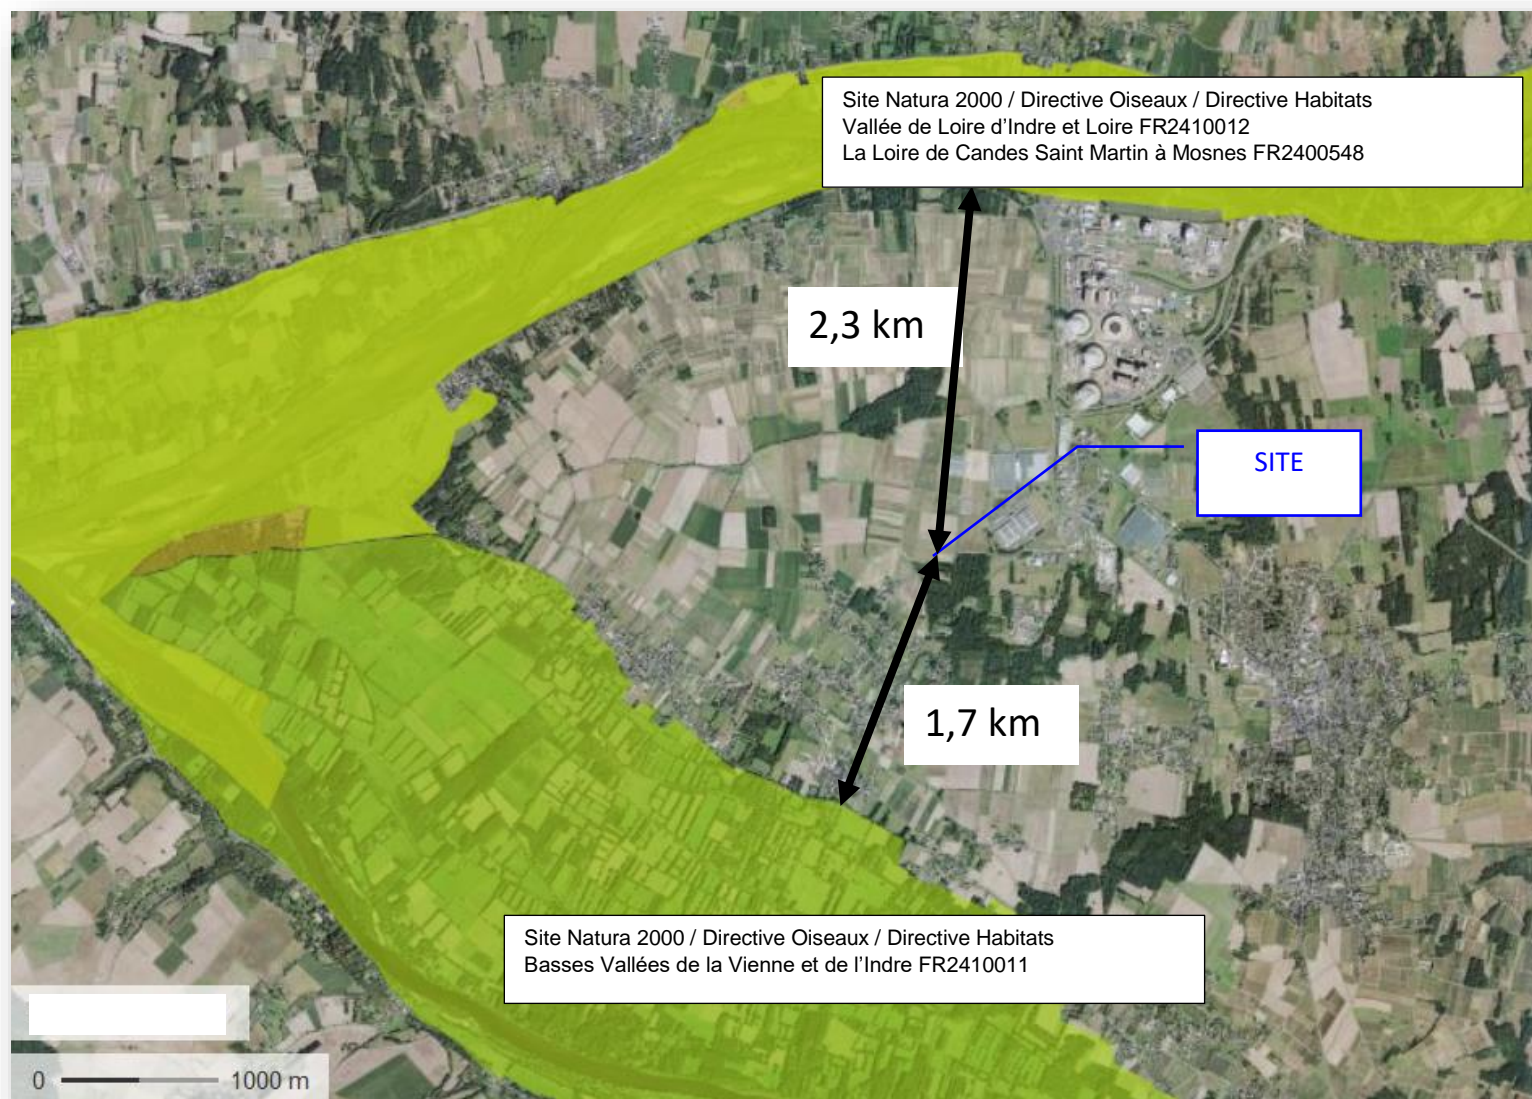 Site Natura 2000 / Directive Oiseaux / Directive Habitats
Vallée de Loire d’Indre et Loire FR2410012
La Loire de Candes Saint Martin à Mosnes FR2400548
2,3 km
SITE
1,7 km
Site Natura 2000 / Directive Oiseaux / Directive Habitats
Basses Vallées de la Vienne et de l’Indre FR2410011
0 1000 m